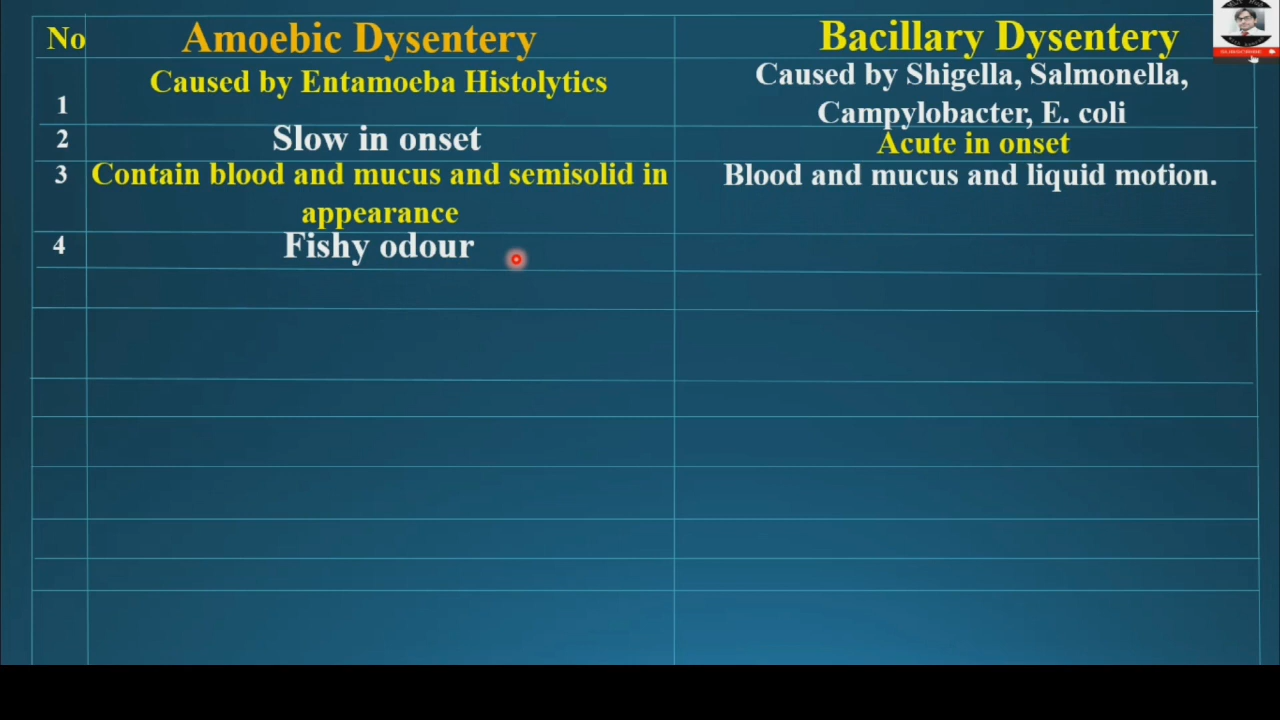 No Amoebic Dysentery Bacillary Dysentery
1 Caused by Entamoeba Histolytics Caused by Shigella, Salmonella,
Campylobacter, E. coli
2 Slow in onset Acute in onset
3 Contain blood and mucus and semisolid in Blood and mucus and liquid motion.
appearance
4 Fishy odour